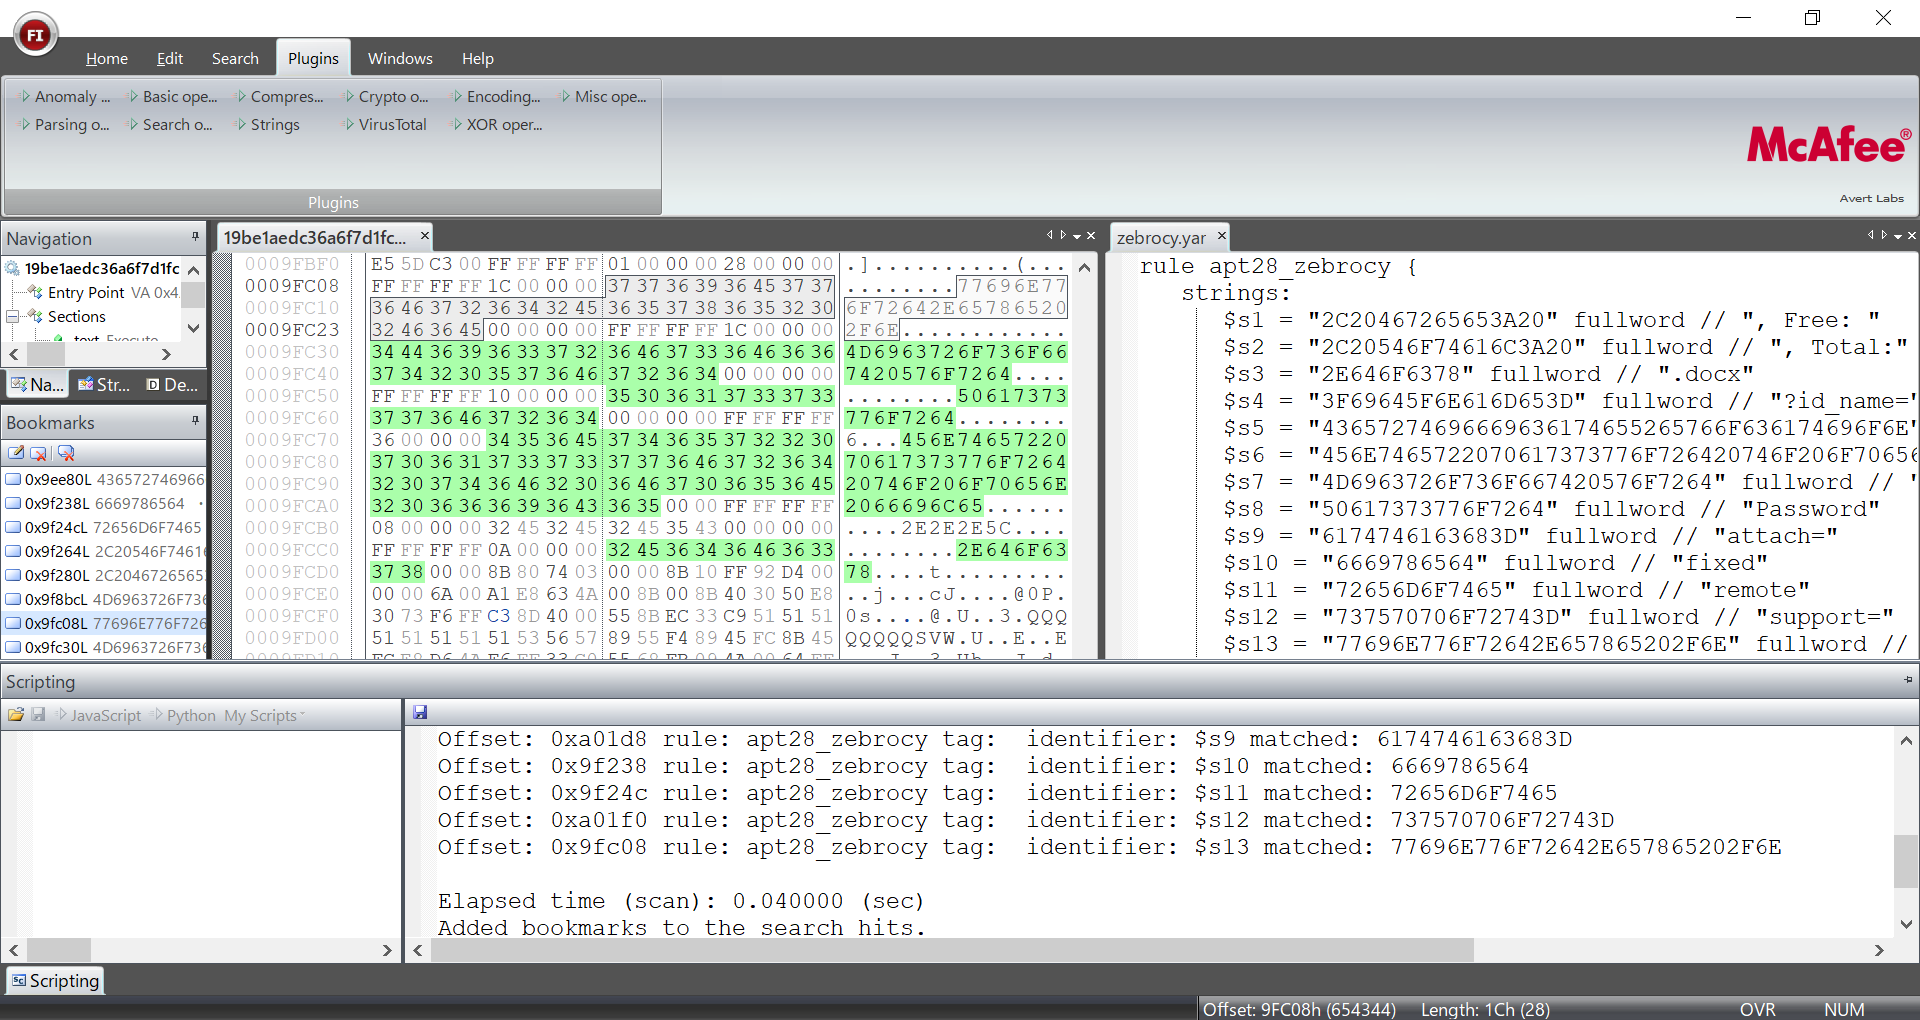 FI
Home Edit Search Plugins Windows Help
Anomaly ... Basic ope... Compres... Crypto o... Encoding... Misc ope...
Parsing o... Search o... Strings VirusTotal XOR oper...
McAfee®
Avert Labs
Plugins
Navigation
19be1aedc36a6f7d1fc
Entry Point VA 0x4
Sections
Na... Str... De...
Bookmarks
0x9ee80L 436572746966
0x9f238L 6669786564
0x9f24cL 72656D6F7465
0x9f264L 2C20546F7461
0x9f280L 2C2046726565
0x9f8bcL 4D6963726F736
0x9fc08L 77696E776F726
0x9fc30L 4D6963726F736
19be1aedc36a6f7d1fc...
0009FBF0 E5 5D C3 00 FF FF FF FF 01 00 00 00 28 00 00 00 .]..........(...
0009FC08 FF FF FF FF 1C 00 00 00 37 37 36 39 36 45 37 37 ........77696E77
0009FC10 36 46 37 32 36 34 32 45 36 35 37 38 36 35 32 30 6F72642E65786520
0009FC23 32 46 36 45 00 00 00 00 FF FF FF FF 1C 00 00 00 2F6E............
0009FC30 34 44 36 39 36 33 37 32 36 46 37 33 36 46 36 36 4D6963726F736F66
0009FC40 37 34 32 30 35 37 36 46 37 32 36 34 00 00 00 00 7420576F7264....
0009FC50 FF FF FF FF 10 00 00 00 35 30 36 31 37 33 37 33 ........50617373
0009FC60 37 37 36 46 37 32 36 34 00 00 00 00 FF FF FF FF 776F7264........
0009FC70 36 00 00 00 34 35 36 45 37 34 36 35 37 32 32 30 6...456E74657220
0009FC80 37 30 36 31 37 33 37 33 37 37 36 46 37 32 36 34 70617373776F7264
0009FC90 32 30 37 34 36 46 32 30 36 46 37 30 36 35 36 45 20746F206F70656E
0009FCA0 32 30 36 36 36 39 36 43 36 35 00 00 FF FF FF FF 2066696C65......
0009FCB0 08 00 00 00 32 45 32 45 32 45 35 43 00 00 00 00 ....2E2E2E5C....
0009FCC0 FF FF FF FF 0A 00 00 00 32 45 36 34 36 46 36 33 ........2E646F63
0009FCD0 37 38 00 00 8B 80 74 03 00 00 8B 10 FF 92 D4 00 78....t.........
0009FCE0 00 00 6A 00 A1 E8 63 4A 00 8B 00 8B 40 30 50 E8 ..j...cJ....@0P.
0009FCF0 30 73 F6 FF C3 8D 40 00 55 8B EC 33 C9 51 51 51 0s....@.U..3.QQQ
0009FD00 51 51 51 51 51 53 56 57 89 55 F4 89 45 FC 8B 45 QQQQQSVW.U..E..E
zebrocy.yar
rule apt28_zebrocy {
strings:
$s1 = "2C20467265653A20" fullword // ", Free: "
$s2 = "2C20546F74616C3A20" fullword // ", Total:"
$s3 = "2E646F6378" fullword // ".docx"
$s4 = "3F69645F6E616D653D" fullword // "?id_name=
$s5 = "43657274696669636174655265766F636174696F6E"
$s6 = "456E7465722070617373776F726420746F206F7065
$s7 = "4D6963726F736F667420576F7264" fullword //
$s8 = "50617373776F7264" fullword // "Password"
$s9 = "6174746163683D" fullword // "attach="
$s10 = "6669786564" fullword // "fixed"
$s11 = "72656D6F7465" fullword // "remote"
$s12 = "737570706F72743D" fullword // "support="
$s13 = "77696E776F72642E657865202F6E" fullword //
Scripting
JavaScript Python My Scripts
Offset: 0xa01d8 rule: apt28_zebrocy tag: identifier: $s9 matched: 6174746163683D
Offset: 0x9f238 rule: apt28_zebrocy tag: identifier: $s10 matched: 6669786564
Offset: 0x9f24c rule: apt28_zebrocy tag: identifier: $s11 matched: 72656D6F7465
Offset: 0xa01f0 rule: apt28_zebrocy tag: identifier: $s12 matched: 737570706F72743D
Offset: 0x9fc08 rule: apt28_zebrocy tag: identifier: $s13 matched: 77696E776F72642E657865202F6E
Elapsed time (scan): 0.040000 (sec)
Added bookmarks to the search hits.
Scripting
Offset: 9FC08h (654344) Length: 1Ch (28) OVR NUM